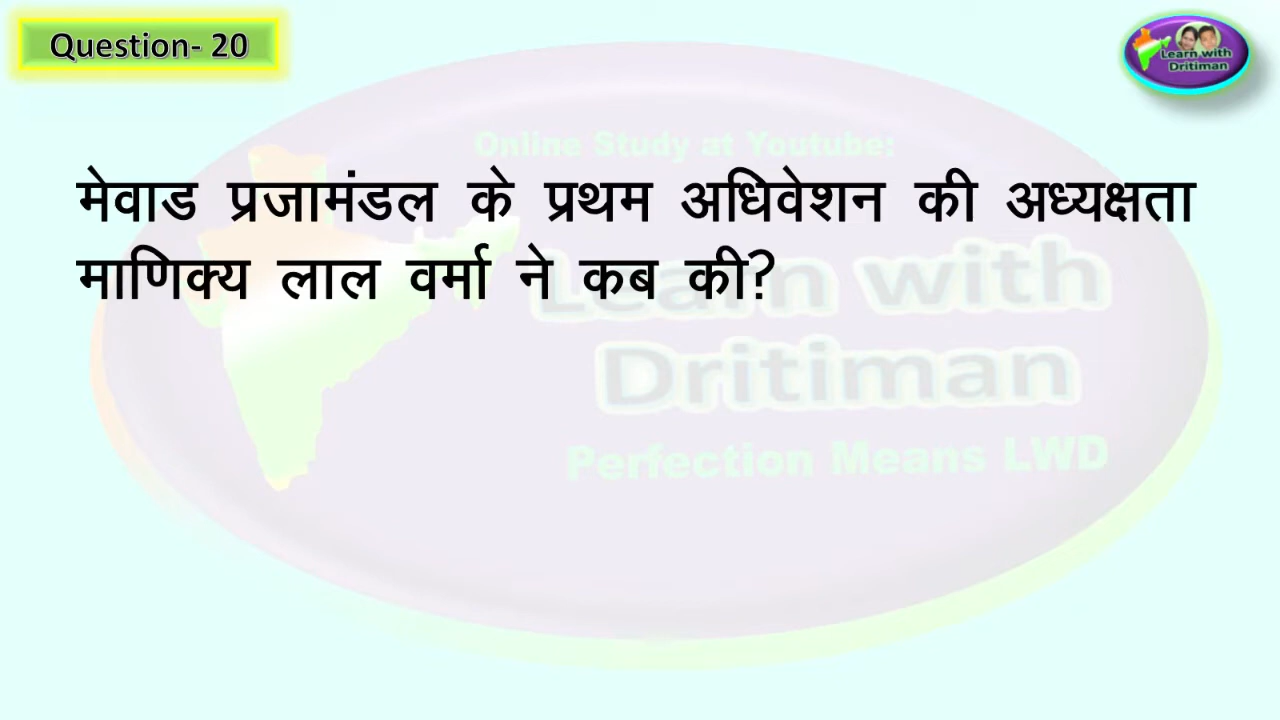 Question- 20
Learn with
Dritiman
Online Study at Youtube:
मेवाड प्रजामंडल के प्रथम अधिवेशन की अध्यक्षता
माणिक्य लाल वर्मा ने कब की?
Learn with
Dritiman
Perfection Means LWD